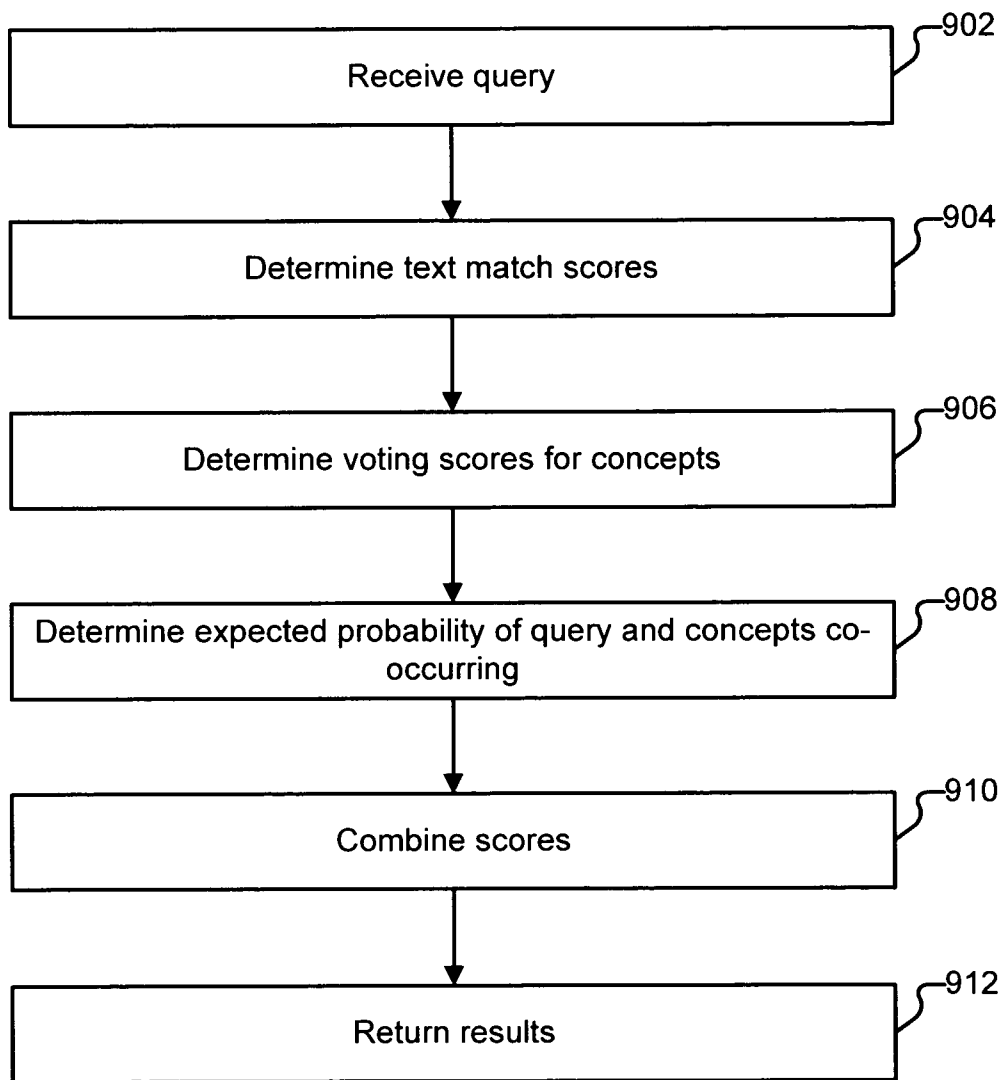 902
Receive query
904
Determine text match scores
906
Determine voting scores for concepts
908
Determine expected probability of query and concepts co-
occurring
910
Combine scores
912
Return results